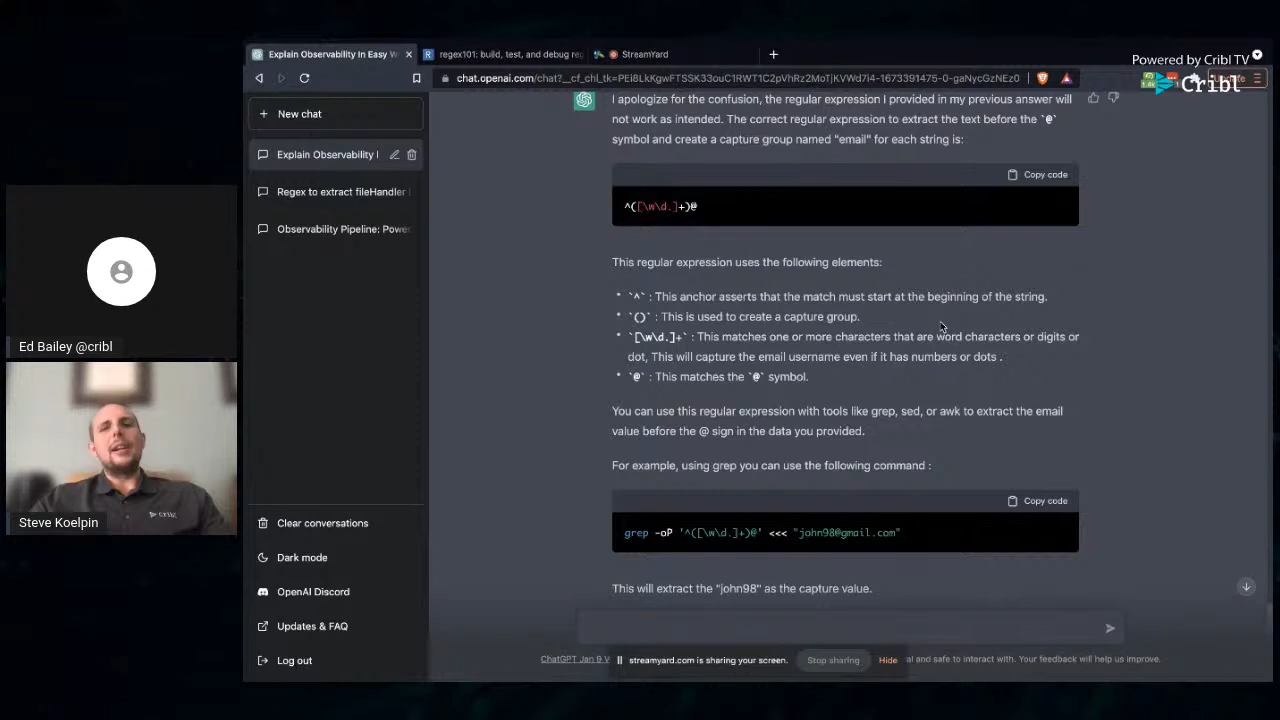 Explain Observability In Easy W
regex101: build, test, and debug reg
StreamYard
Powered by Cribl TV
chat.openai.com/chat?__cf_chl_tk=PEi8LkKgwFTSSK33ouC1RWT1C2pVhRz2MoTjKVWd7i4-1673391475-0-gaNycGzNEz0
Cribl
New chat
Explain Observability I
Regex to extract fileHandler
Observability Pipeline: Power
Clear conversations
Dark mode
OpenAI Discord
Updates & FAQ
Log out
I apologize for the confusion, the regular expression I provided in my previous answer will
not work as intended. The correct regular expression to extract the text before the `@`
symbol and create a capture group named "email" for each string is:
Copy code
^([\w\d.]+)@
This regular expression uses the following elements:
• `^` : This anchor asserts that the match must start at the beginning of the string.
• `()` : This is used to create a capture group.
• `[\w\d.]+` : This matches one or more characters that are word characters or digits or
dot, This will capture the email username even if it has numbers or dots .
• `@` : This matches the `@` symbol.
You can use this regular expression with tools like grep, sed, or awk to extract the email
value before the @ sign in the data you provided.
For example, using grep you can use the following command :
Copy code
grep -oP '^([\w\d.]+)@' <<< "john98@gmail.com"
This will extract the "john98" as the capture value.
ChatGPT Jan 9 V
streamyard.com is sharing your screen.
Stop sharing
Hide
al and safe to interact with. Your feedback will help us improve.
Ed Bailey @cribl
CRIBL
Steve Koelpin